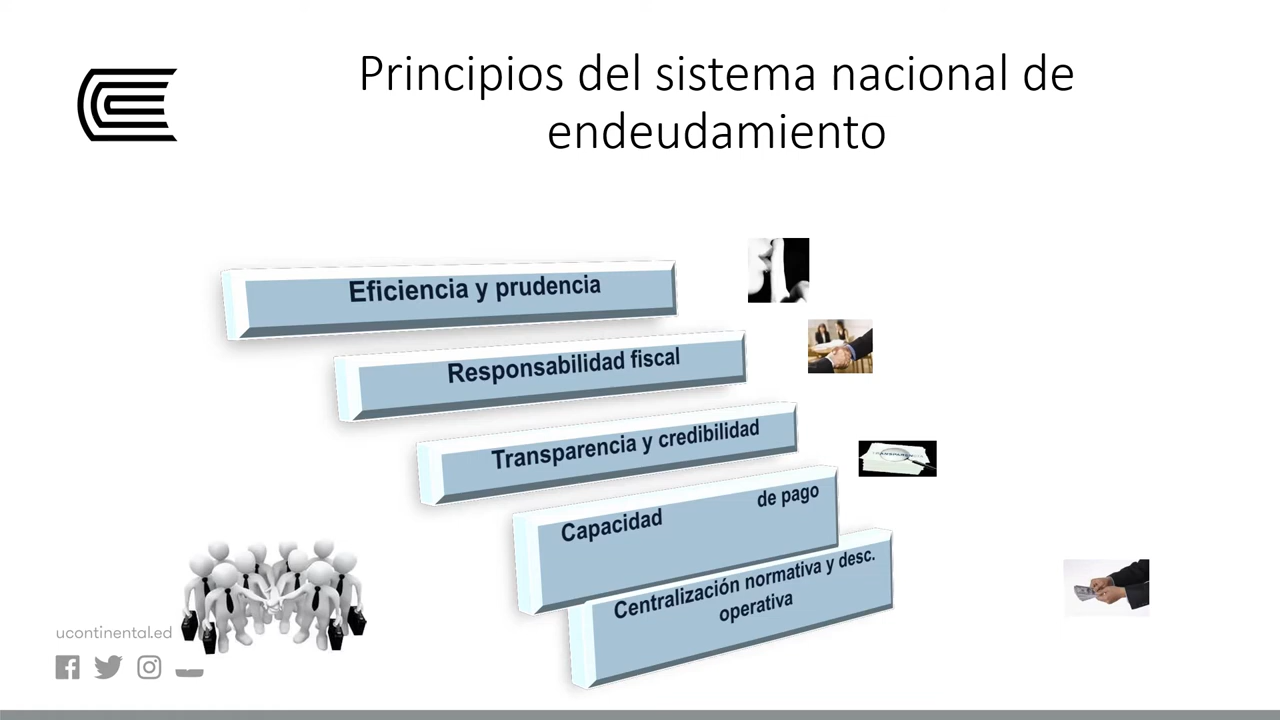 Principios del sistema nacional de
endeudamiento
Eficiencia y prudencia
Responsabilidad fiscal
Transparencia y credibilidad
Capacidad de pago
Centralización normativa y desc.
operativa
TRANSPARENCIA
ucontinental.ed